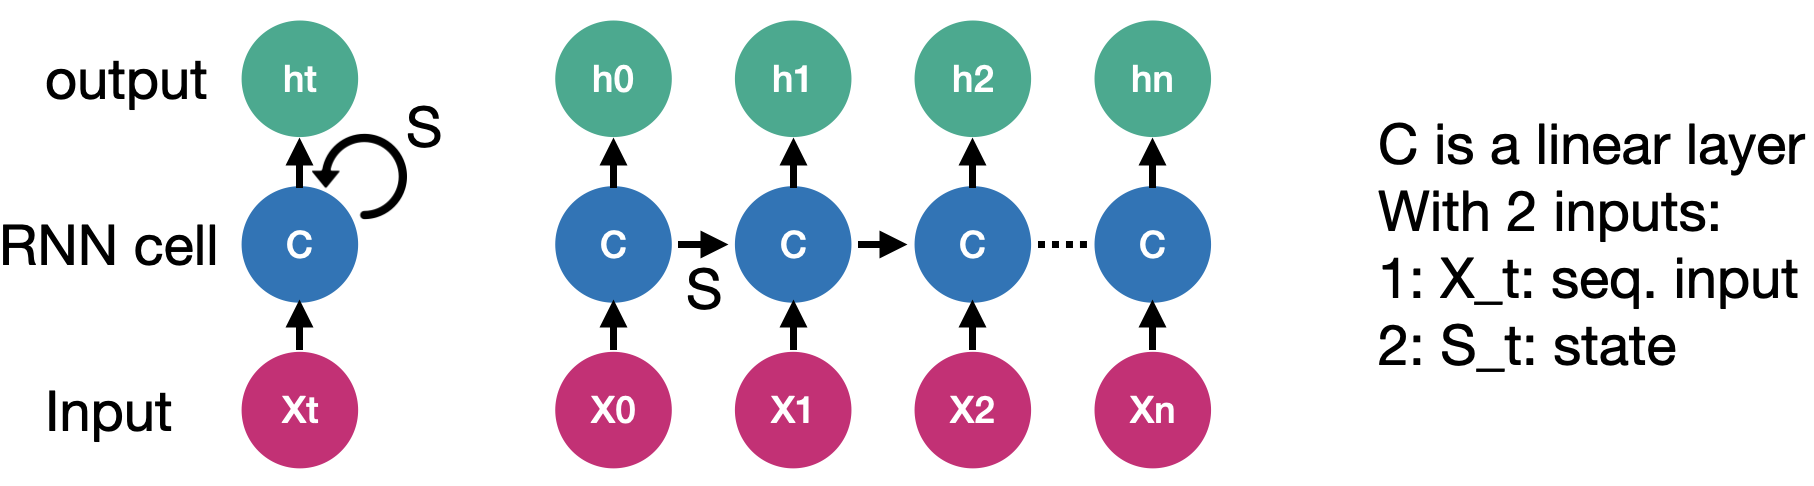 output ht h0 h1 h2 hn
S
RNN cell C C S C C C
Input Xt X0 X1 X2 Xn
C is a linear layer
With 2 inputs:
1: X_t: seq. input
2: S_t: state